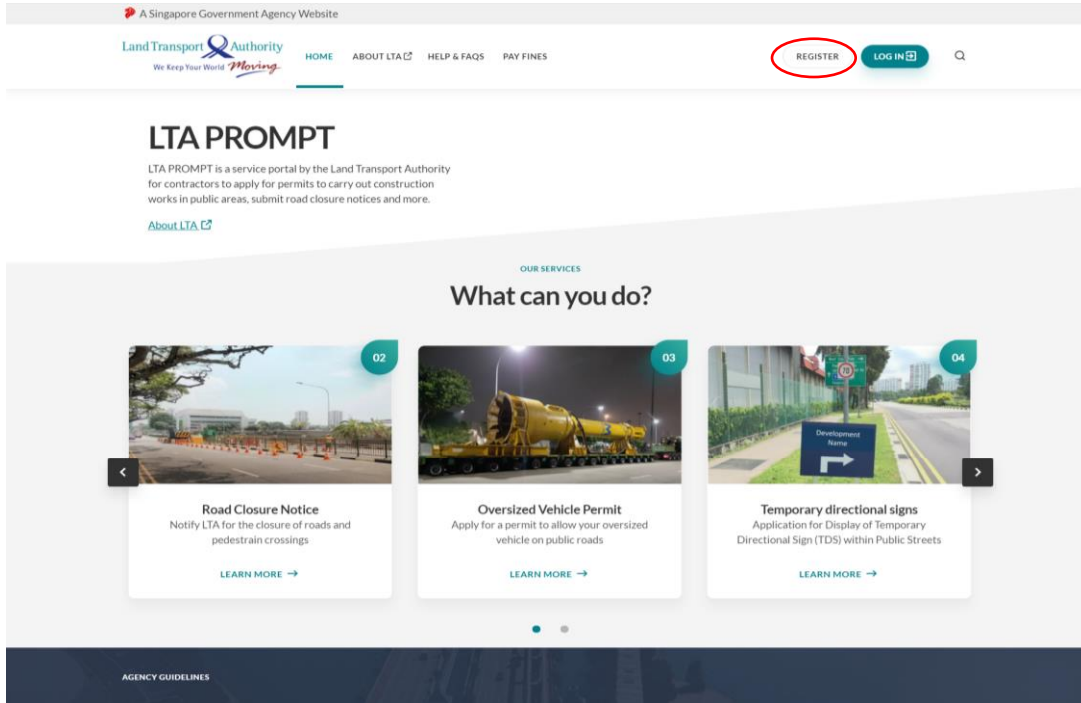 A Singapore Government Agency Website
Land Transport Authority
We Keep Your World Moving
HOME
ABOUT LTA
HELP & FAQS
PAY FINES
REGISTER
LOG IN
LTA PROMPT
LTA PROMPT is a service portal by the Land Transport Authority
for contractors to apply for permits to carry out construction
works in public areas, submit road closure notices and more.
About LTA
OUR SERVICES
What can you do?
02
03
04
70
Development
Name
Road Closure Notice
Notify LTA for the closure of roads and
pedestrain crossings
LEARN MORE →
Oversized Vehicle Permit
Apply for a permit to allow your oversized
vehicle on public roads
LEARN MORE →
Temporary directional signs
Application for Display of Temporary
Directional Sign (TDS) within Public Streets
LEARN MORE →
AGENCY GUIDELINES